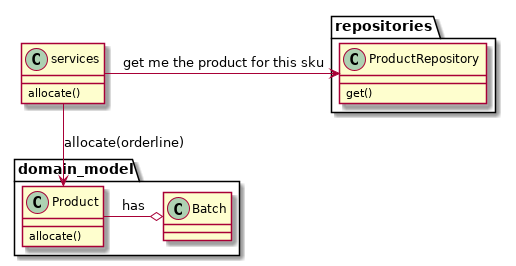 repositories
C services
get me the product for this sku
C ProductRepository
allocate()
get()
allocate(orderline)
domain_model
C Product
has
C Batch
allocate()